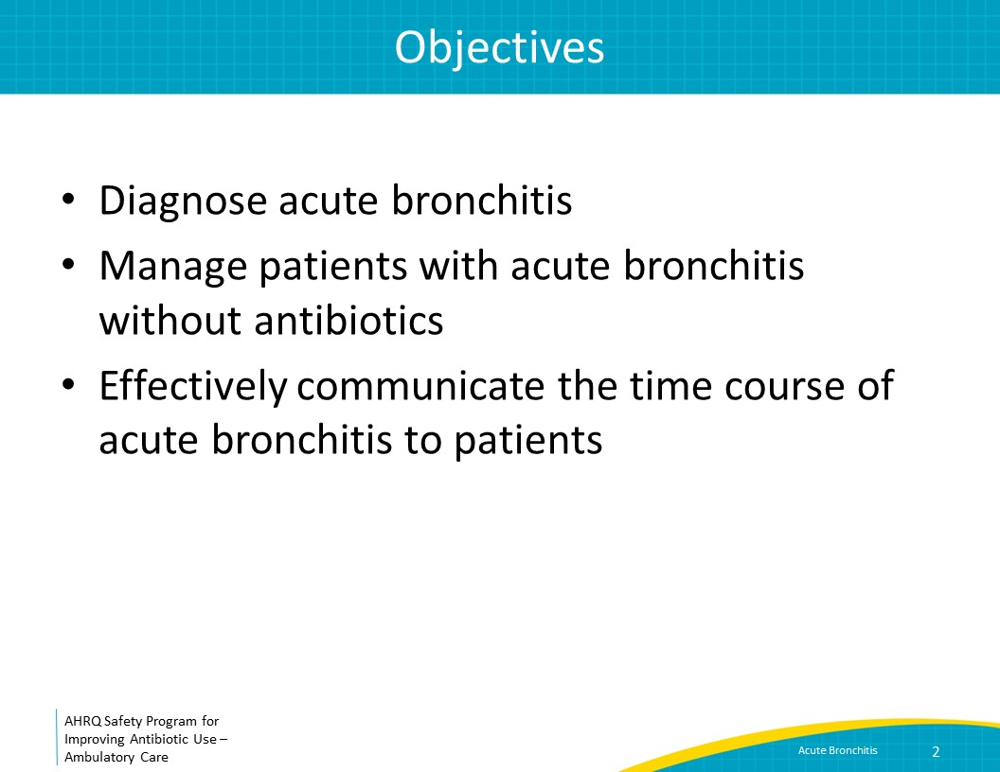 Objectives
• Diagnose acute bronchitis
• Manage patients with acute bronchitis
without antibiotics
• Effectively communicate the time course of
acute bronchitis to patients
AHRQ Safety Program for
Improving Antibiotic Use –
Ambulatory Care
Acute Bronchitis
2